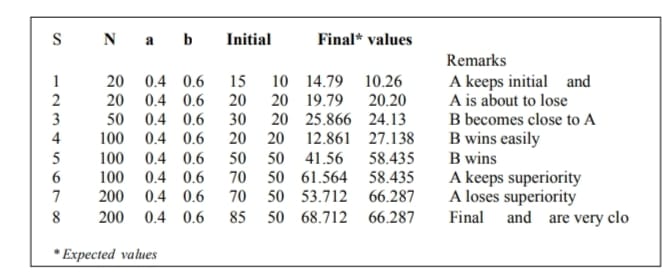 S N a b Initial Final* values
Remarks
1 20 0.4 0.6 15 10 14.79 10.26 A keeps initial and
2 20 0.4 0.6 20 20 19.79 20.20 A is about to lose
3 50 0.4 0.6 30 20 25.866 24.13 B becomes close to A
4 100 0.4 0.6 20 20 12.861 27.138 B wins easily
5 100 0.4 0.6 50 50 41.56 58.435 B wins
6 100 0.4 0.6 70 50 61.564 58.435 A keeps superiority
7 200 0.4 0.6 70 50 53.712 66.287 A loses superiority
8 200 0.4 0.6 85 50 68.712 66.287 Final and are very clo
* Expected values